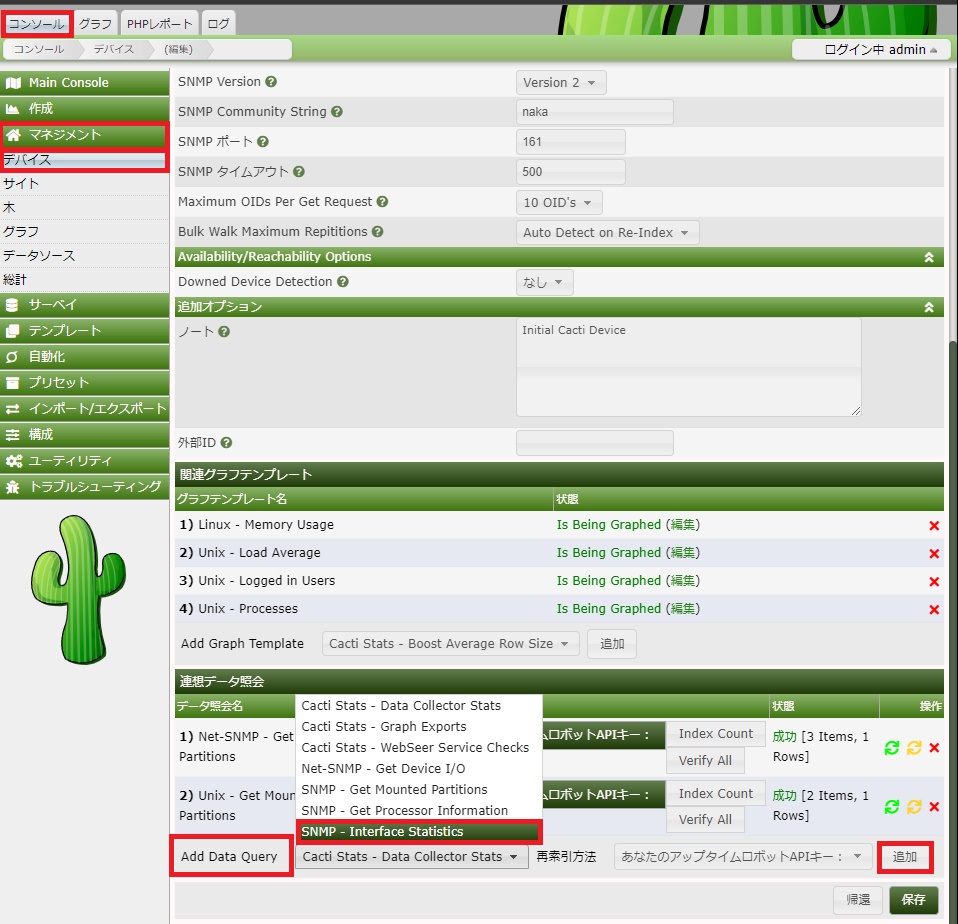 コンソール グラフ PHPレポート ログ
コンソール デバイス (編集) ログイン中 admin
Main Console
作成
マネジメント
デバイス
サイト
木
グラフ
データソース
総計
サーベイ
テンプレート
自動化
プリセット
インポート/エクスポート
構成
ユーティリティ
トラブルシューティング
SNMP Version Version 2
SNMP Community String naka
SNMP ポート 161
SNMP タイムアウト 500
Maximum OIDs Per Get Request 10 OID's
Bulk Walk Maximum Repititions Auto Detect on Re-Index
Availability/Reachability Options
Downed Device Detection なし
追加オプション
ノート Initial Cacti Device
外部ID
関連グラフテンプレート
グラフテンプレート名 状態
1) Linux - Memory Usage Is Being Graphed (編集)
2) Unix - Load Average Is Being Graphed (編集)
3) Unix - Logged in Users Is Being Graphed (編集)
4) Unix - Processes Is Being Graphed (編集)
Add Graph Template Cacti Stats - Boost Average Row Size 追加
連想データ照会
データ照会名 状態 操作
1) Net-SNMP - Get
Partitions
ムロボットAPIキー： Index Count
Verify All
成功 [3 Items, 1
Rows]
2) Unix - Get Moun
Partitions
ムロボットAPIキー： Index Count
Verify All
成功 [2 Items, 1
Rows]
Cacti Stats - Data Collector Stats
Cacti Stats - Graph Exports
Cacti Stats - WebSeer Service Checks
Net-SNMP - Get Device I/O
SNMP - Get Mounted Partitions
SNMP - Get Processor Information
SNMP - Interface Statistics
Add Data Query Cacti Stats - Data Collector Stats 再索引方法 あなたのアップタイムロボットAPIキー： 追加
帰還 保存